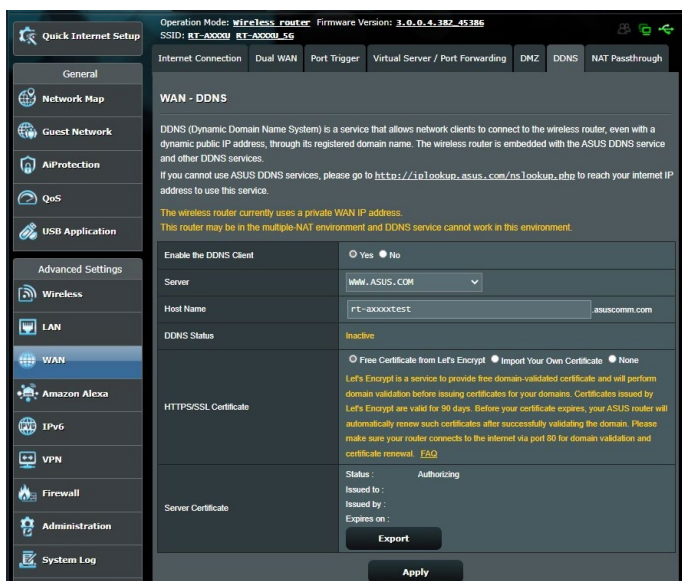 Quick Internet Setup
General
Network Map
Guest Network
AiProtection
QoS
USB Application
Advanced Settings
Wireless
LAN
WAN
Amazon Alexa
IPv6
VPN
Firewall
Administration
System Log
Operation Mode: Wireless router Firmware Version: 3.0.0.4.382_45386
SSID: RT-AXXXU RT-AXXXU_5G
Internet Connection Dual WAN Port Trigger Virtual Server / Port Forwarding DMZ DDNS NAT Passthrough
WAN - DDNS
DDNS (Dynamic Domain Name System) is a service that allows network clients to connect to the wireless router, even with a
dynamic public IP address, through its registered domain name. The wireless router is embedded with the ASUS DDNS service
and other DDNS services.
If you cannot use ASUS DDNS services, please go to http://iplookup.asus.com/nslookup.php to reach your internet IP
address to use this service.
The wireless router currently uses a private WAN IP address.
This router may be in the multiple-NAT environment and DDNS service cannot work in this environment.
Enable the DDNS Client Yes No
Server WWW.ASUS.COM
Host Name rt-axxxxtest .asuscomm.com
DDNS Status Inactive
HTTPS/SSL Certificate
Free Certificate from Let's Encrypt Import Your Own Certificate None
Let's Encrypt is a service to provide free domain-validated certificate and will perform
domain validation before issuing certificates for your domains. Certificates issued by
Let's Encrypt are valid for 90 days. Before your certificate expires, your ASUS router will
automatically renew such certificates after successfully validating the domain. Please
make sure your router connects to the internet via port 80 for domain validation and
certificate renewal. FAQ
Server Certificate
Status : Authorizing
Issued to :
Issued by :
Expires on :
Export
Apply